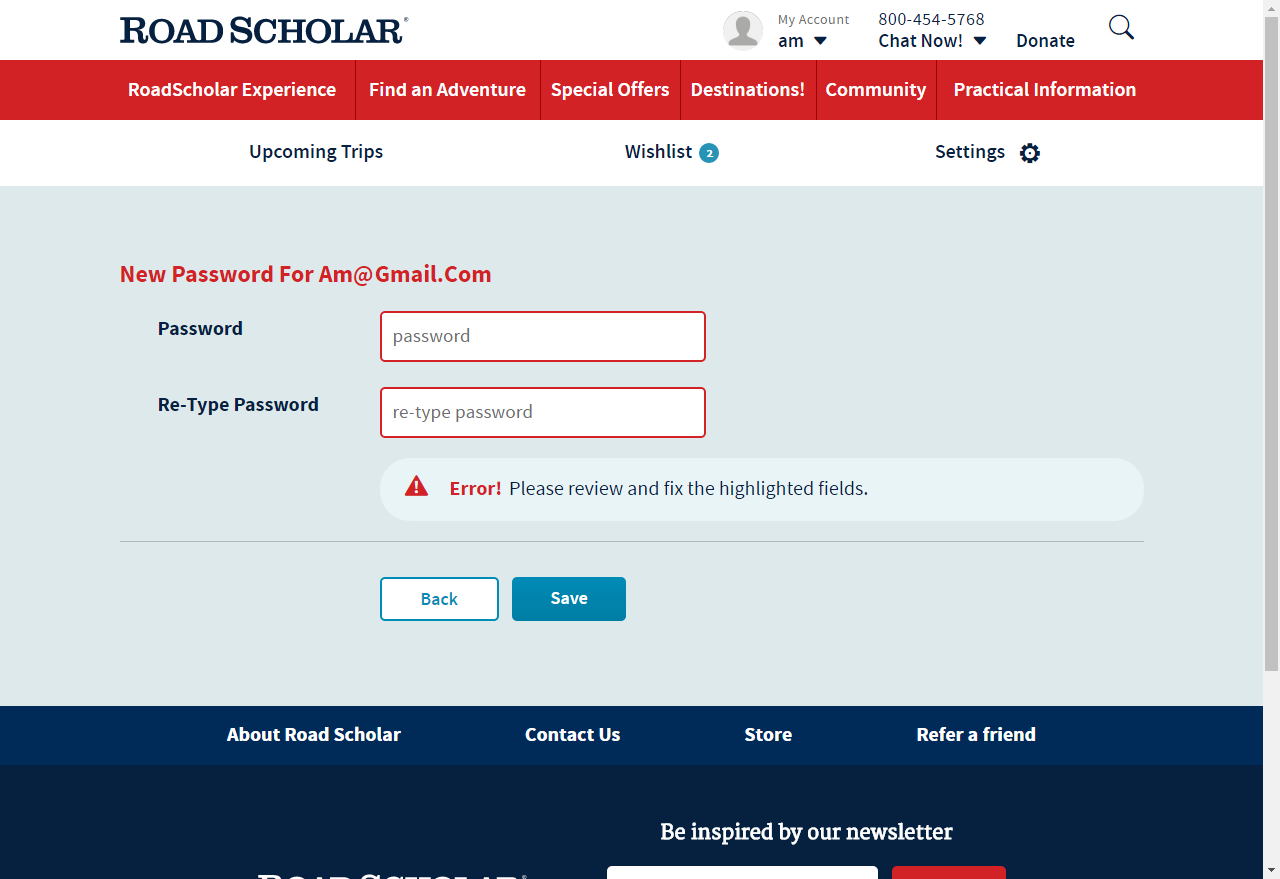 ROAD SCHOLAR®
My Account
am
800-454-5768
Chat Now!
Donate
RoadScholar Experience
Find an Adventure
Special Offers
Destinations!
Community
Practical Information
Upcoming Trips
Wishlist 2
Settings
New Password For Am@Gmail.Com
Password
password
Re-Type Password
re-type password
Error! Please review and fix the highlighted fields.
Back
Save
About Road Scholar
Contact Us
Store
Refer a friend
Be inspired by our newsletter
ROAD SCHOLAR®